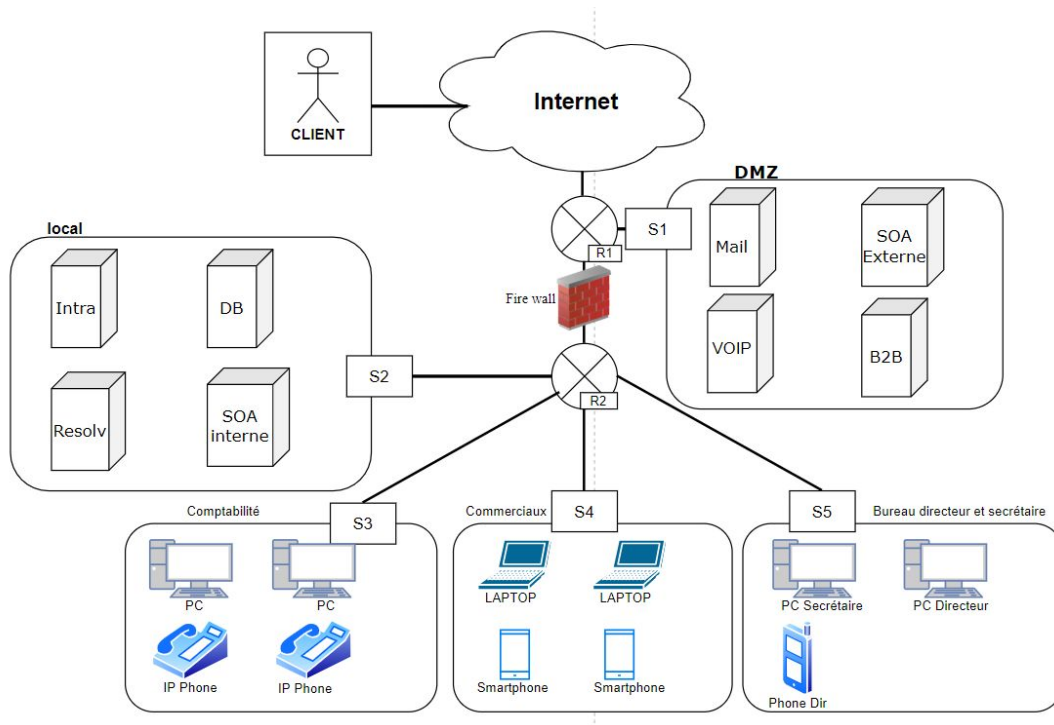 CLIENT
Internet
DMZ
local
S1
Mail
SOA
Externe
R1
Fire wall
Intra
DB
VOIP
B2B
S2
R2
Resolv
SOA
interne
Comptabilité
S3
Commerciaux
S4
S5
Bureau directeur et secrétaire
PC
PC
LAPTOP
LAPTOP
PC Secrétaire
PC Directeur
IP Phone
IP Phone
Smartphone
Smartphone
Phone Dir